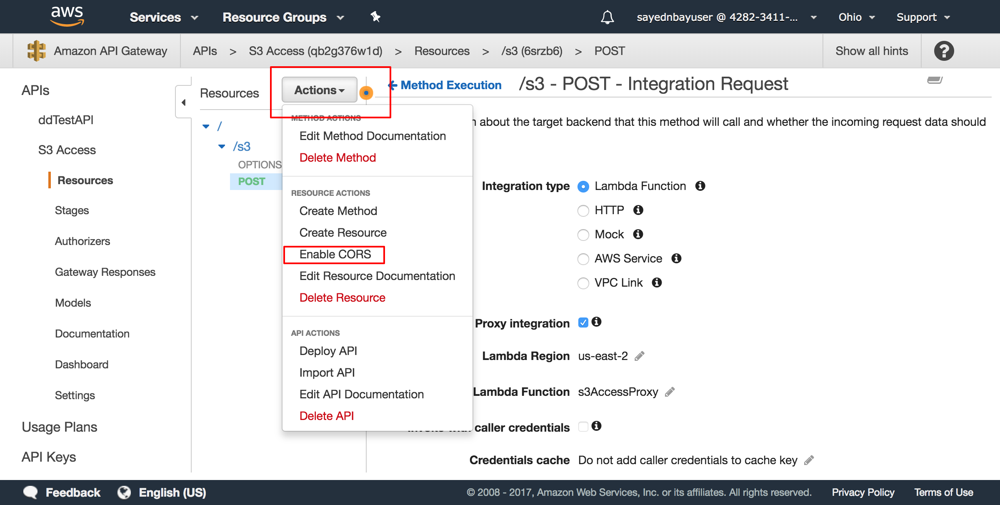 aws Services Resource Groups sayednbayuser @ 4282-3411-... Ohio Support
Amazon API Gateway APIs > S3 Access (qb2g376w1d) > Resources > /s3 (6srzb6) > POST Show all hints ?
APIs
ddTestAPI
S3 Access
Resources
Stages
Authorizers
Gateway Responses
Models
Documentation
Dashboard
Settings
Usage Plans
API Keys
Resources
Actions
/
/s3
OPTIONS
POST
METHOD ACTIONS
Edit Method Documentation
Delete Method
RESOURCE ACTIONS
Create Method
Create Resource
Enable CORS
Edit Resource Documentation
Delete Resource
API ACTIONS
Deploy API
Import API
Edit API Documentation
Delete API
Method Execution /s3 - POST - Integration Request
about the target backend that this method will call and whether the incoming request data should
Integration type Lambda Function
HTTP
Mock
AWS Service
VPC Link
Proxy integration
Lambda Region us-east-2
Lambda Function s3AccessProxy
caller credentials
Credentials cache Do not add caller credentials to cache key
Feedback English (US) © 2008 - 2017, Amazon Web Services, Inc. or its affiliates. All rights reserved. Privacy Policy Terms of Use